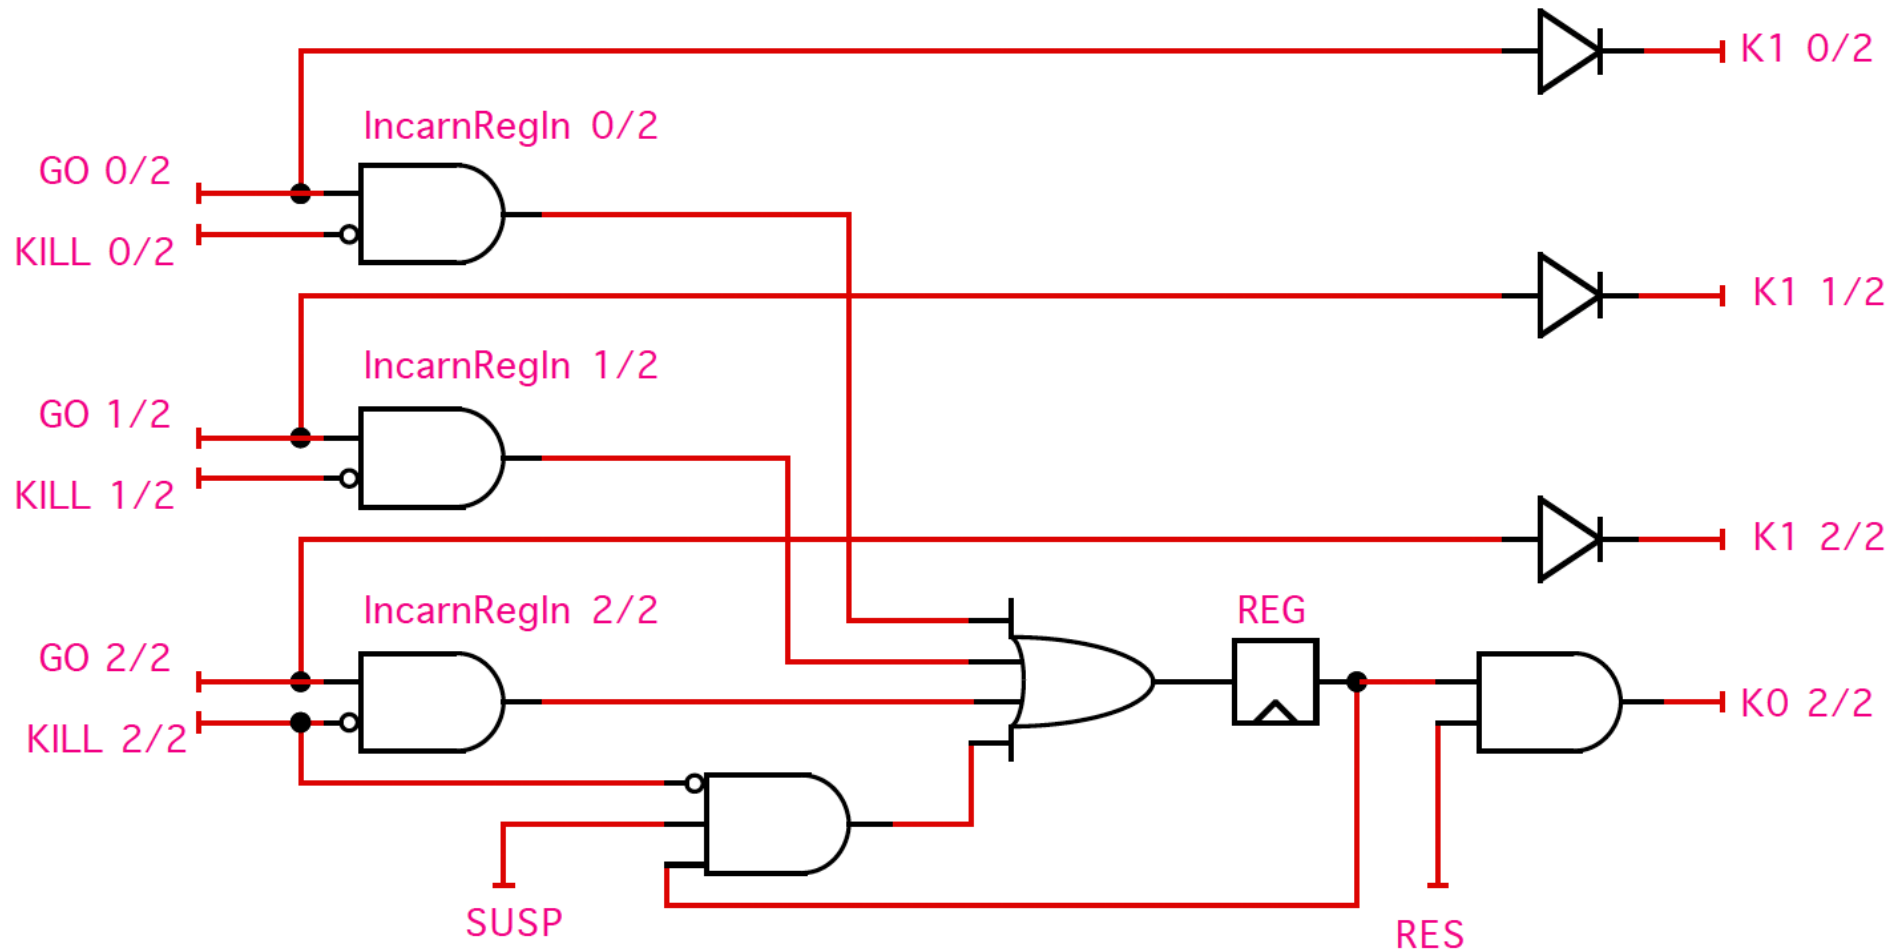 K1 0/2
IncarnRegIn 0/2
GO 0/2
KILL 0/2
K1 1/2
IncarnRegIn 1/2
GO 1/2
KILL 1/2
K1 2/2
IncarnRegIn 2/2
REG
GO 2/2
KILL 2/2
K0 2/2
SUSP
RES